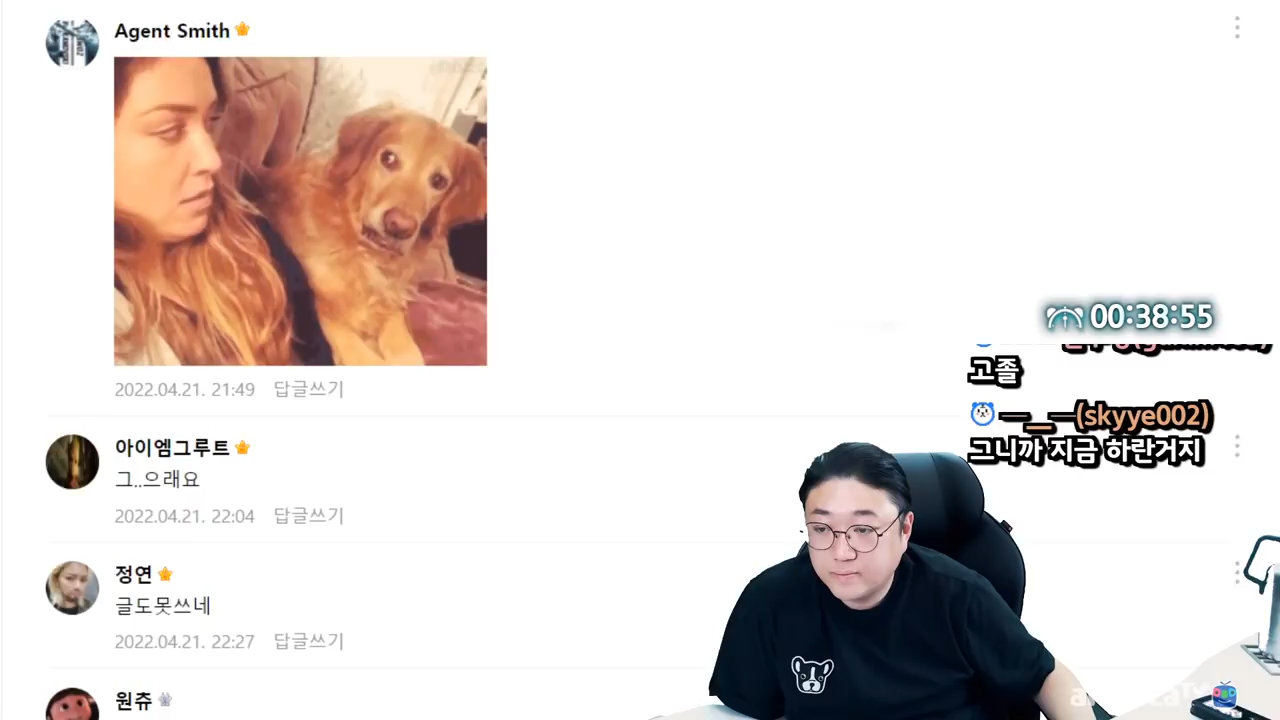 Agent Smith
2022.04.21. 21:49 답글쓰기
아이엠그루트
그..으래요
2022.04.21. 22:04 답글쓰기
정연
글도못쓰네
2022.04.21. 22:27 답글쓰기
원츄
00:38:55
고졸
ㅡ__ㅡ(skyye002)
그니까 지금 하란거지